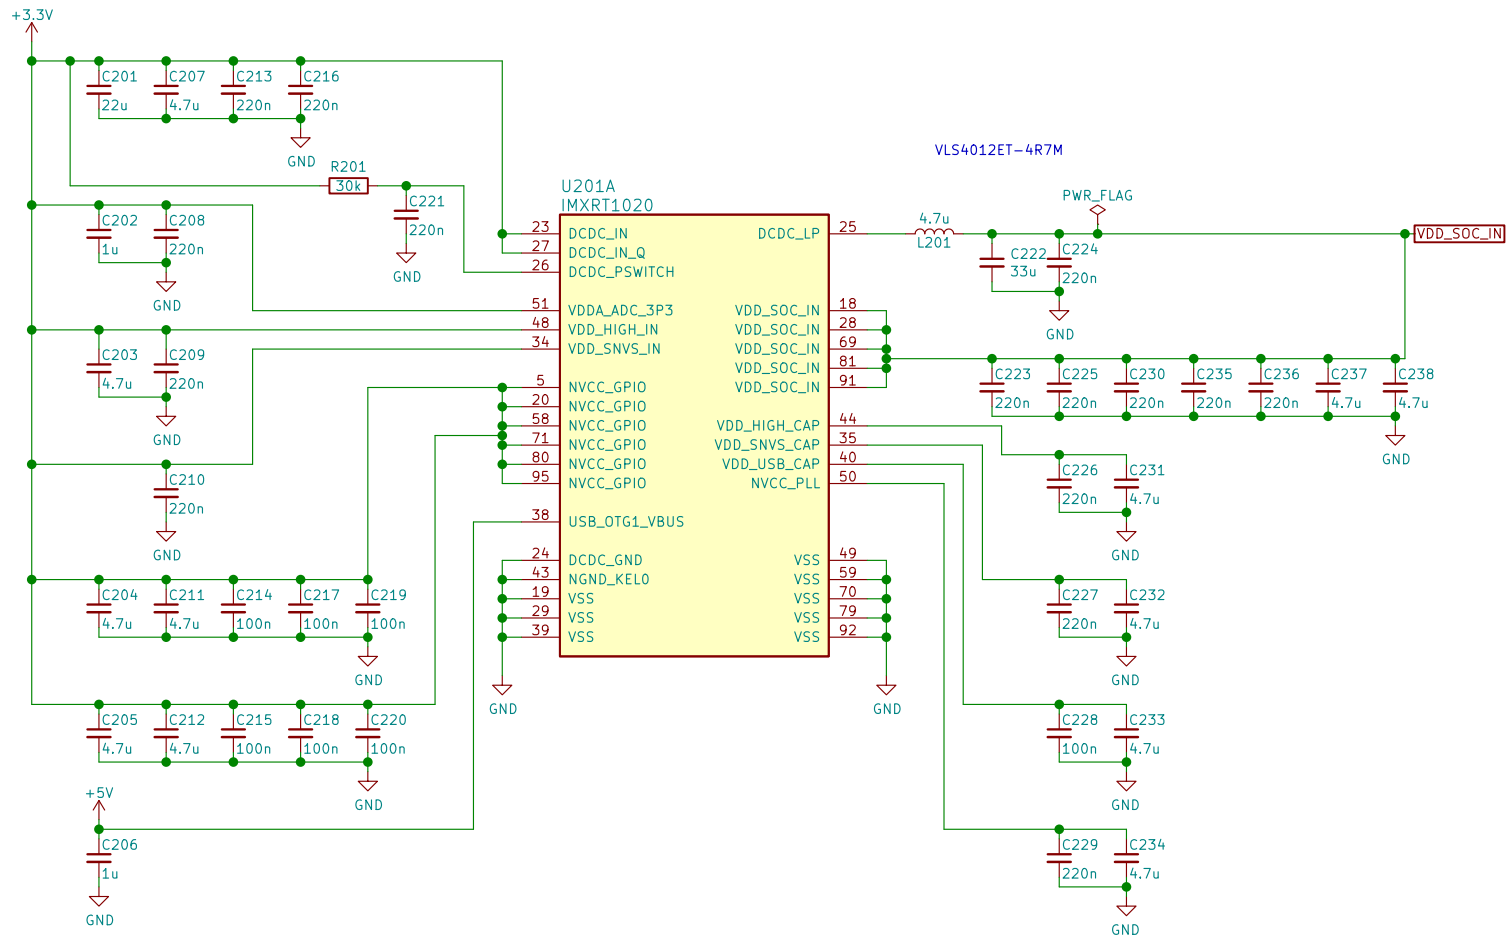 +3.3V
C201
C207
C213
C216
22u
4.7u
220n
220n
GND
VLS4012ET-4R7M
R201
30k
C221
220n
GND
U201A
IMXRT1020
PWR_FLAG
4.7u
L201
VDD_SOC_IN
C202
C208
1u
220n
GND
23 DCDC_IN
27 DCDC_IN_Q
26 DCDC_PSWITCH
51 VDDA_ADC_3P3
48 VDD_HIGH_IN
34 VDD_SNVS_IN
5 NVCC_GPIO
20 NVCC_GPIO
58 NVCC_GPIO
71 NVCC_GPIO
80 NVCC_GPIO
95 NVCC_GPIO
38 USB_OTG1_VBUS
24 DCDC_GND
43 NGND_KEL0
19 VSS
29 VSS
39 VSS
GND
DCDC_LP 25
VDD_SOC_IN 18
VDD_SOC_IN 28
VDD_SOC_IN 69
VDD_SOC_IN 81
VDD_SOC_IN 91
VDD_HIGH_CAP 44
VDD_SNVS_CAP 35
VDD_USB_CAP 40
NVCC_PLL 50
VSS 49
VSS 59
VSS 70
VSS 79
VSS 92
GND
C222
C224
33u
220n
GND
C203
C209
4.7u
220n
GND
C223
C225
C230
C235
C236
C237
C238
220n
220n
220n
220n
220n
4.7u
4.7u
GND
C210
220n
GND
C226
C231
220n
4.7u
GND
C204
C211
C214
C217
C219
4.7u
4.7u
100n
100n
100n
GND
C227
C232
220n
4.7u
GND
C205
C212
C215
C218
C220
4.7u
4.7u
100n
100n
100n
GND
C228
C233
100n
4.7u
GND
+5V
C206
1u
GND
C229
C234
220n
4.7u
GND